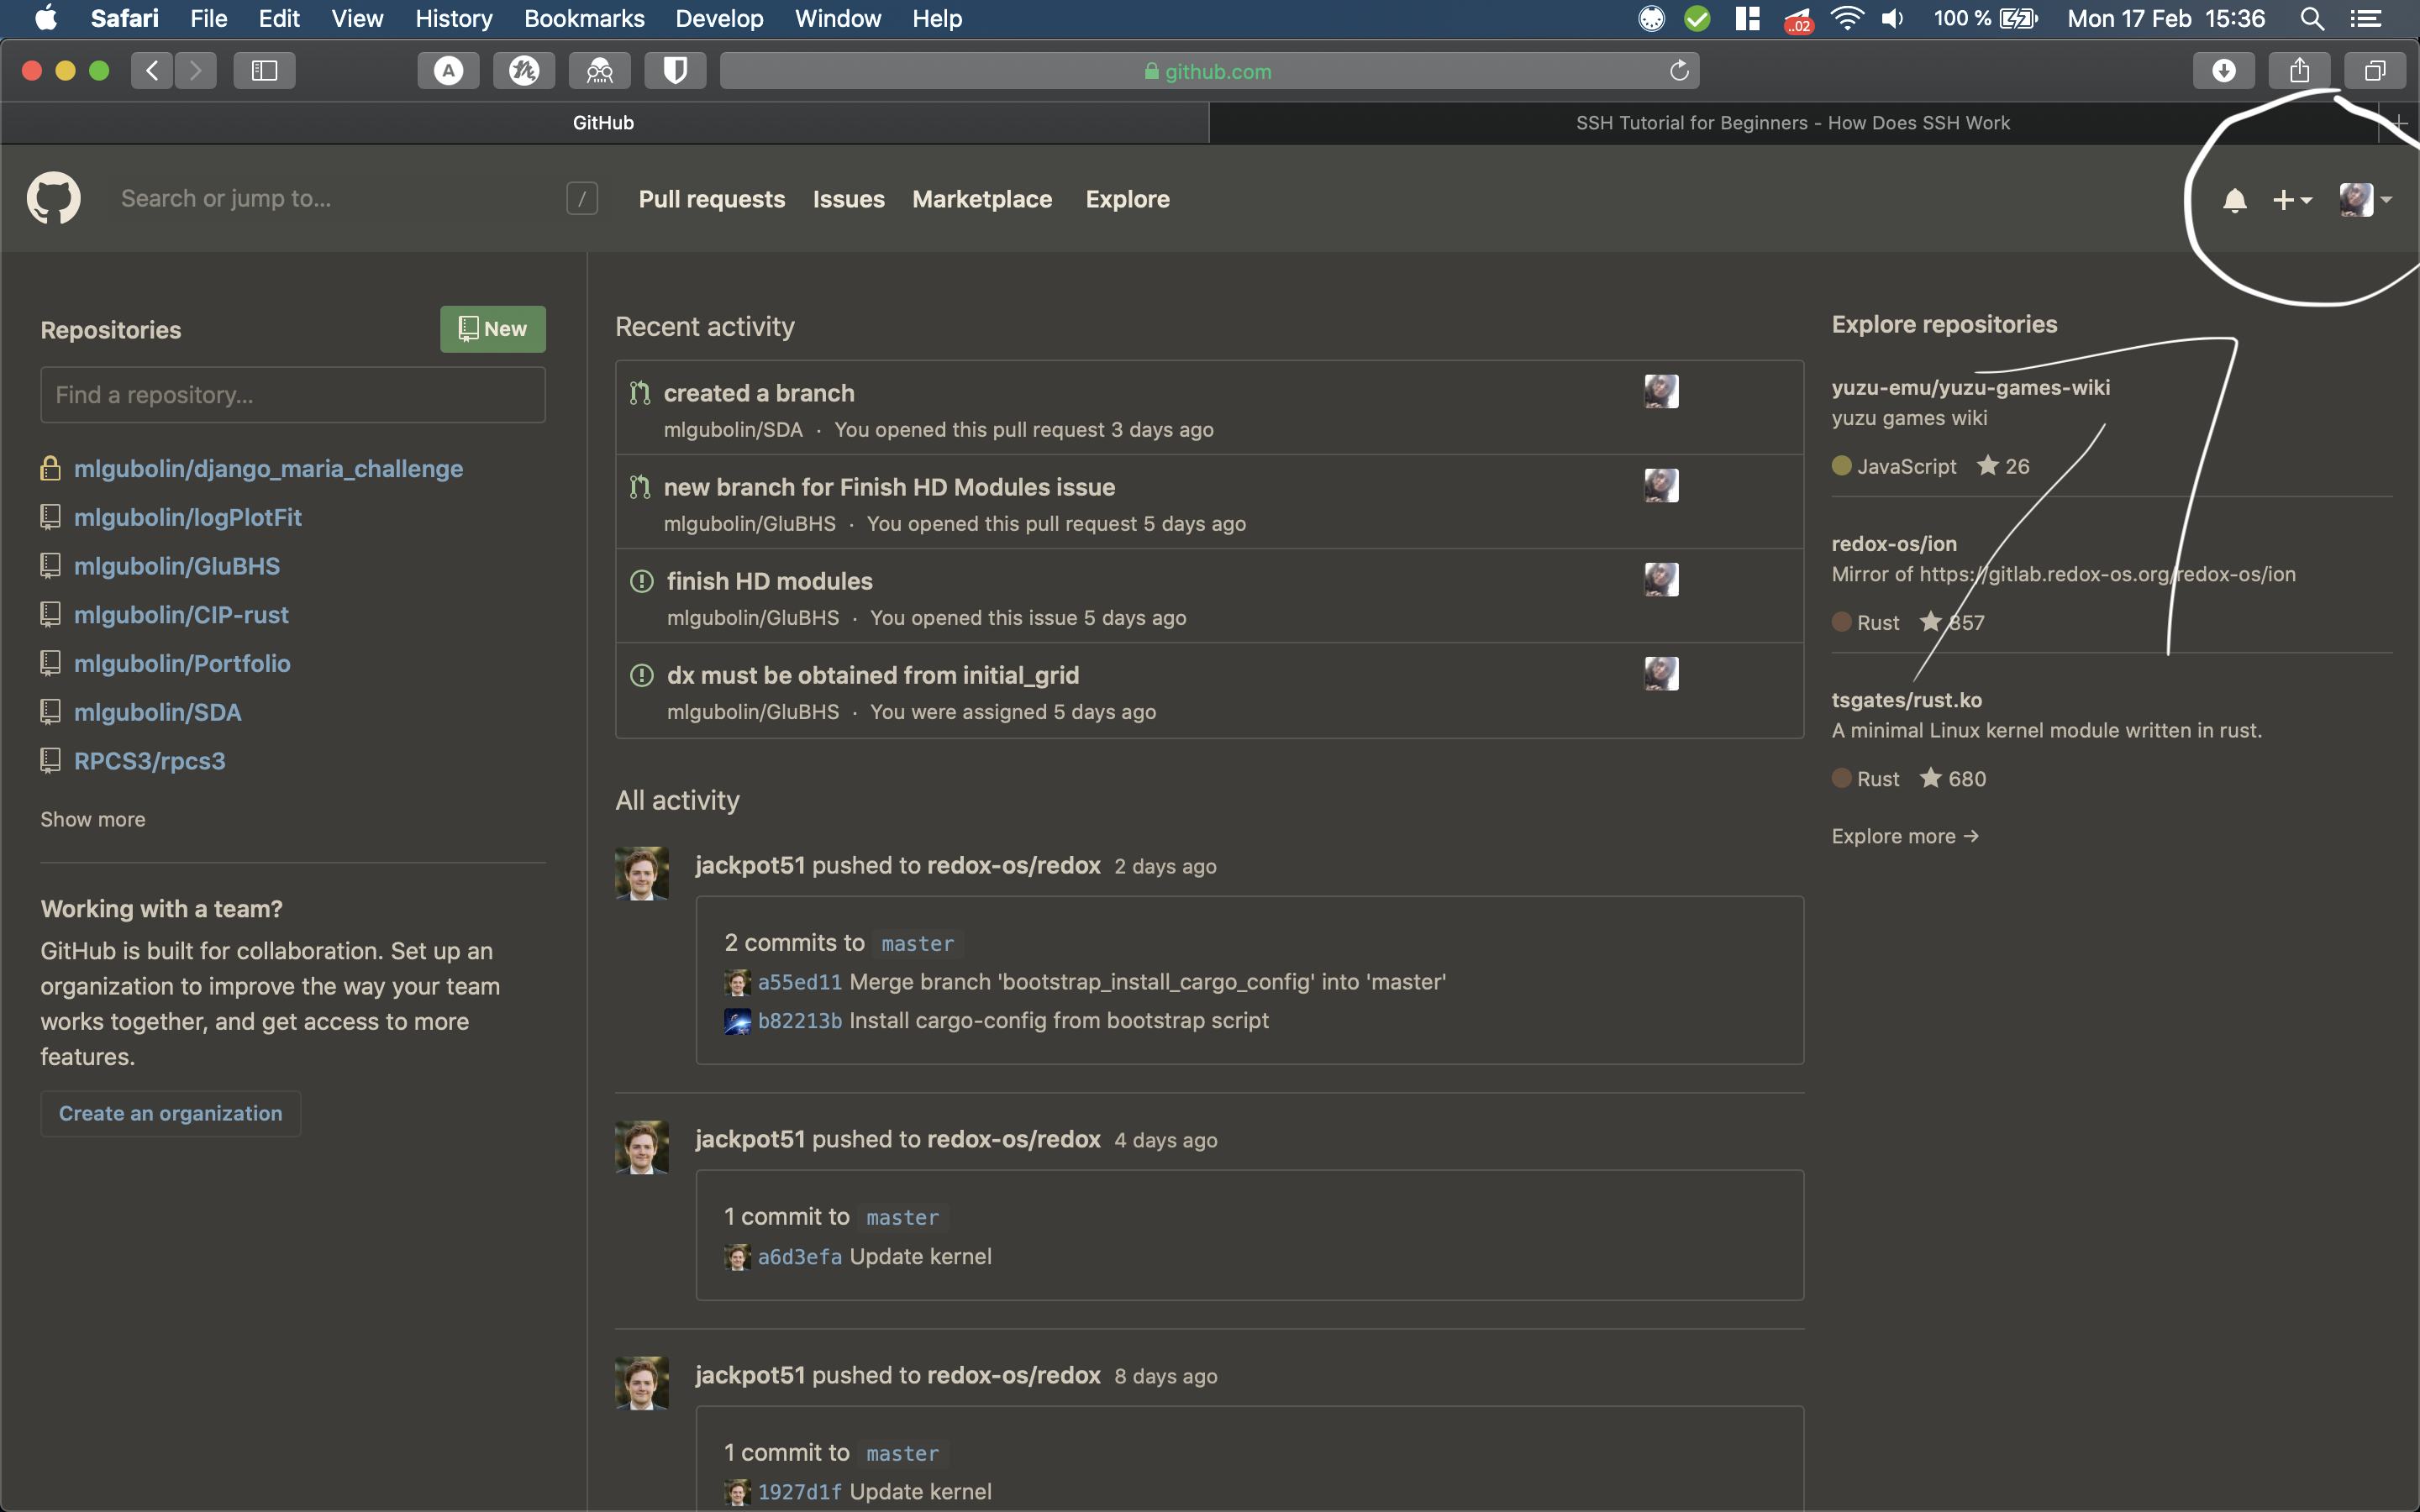 Safari File Edit View History Bookmarks Develop Window Help ..02 100 % Mon 17 Feb 15:36
A github.com
GitHub SSH Tutorial for Beginners - How Does SSH Work
Search or jump to... / Pull requests Issues Marketplace Explore
Repositories
New
Find a repository...
mlgubolin/django_maria_challenge
mlgubolin/logPlotFit
mlgubolin/GluBHS
mlgubolin/CIP-rust
mlgubolin/Portfolio
mlgubolin/SDA
RPCS3/rpcs3
Show more
Working with a team?
GitHub is built for collaboration. Set up an
organization to improve the way your team
works together, and get access to more
features.
Create an organization
Recent activity
created a branch
mlgubolin/SDA · You opened this pull request 3 days ago
new branch for Finish HD Modules issue
mlgubolin/GluBHS · You opened this pull request 5 days ago
finish HD modules
mlgubolin/GluBHS · You opened this issue 5 days ago
dx must be obtained from initial_grid
mlgubolin/GluBHS · You were assigned 5 days ago
All activity
jackpot51 pushed to redox-os/redox 2 days ago
2 commits to master
a55ed11 Merge branch 'bootstrap_install_cargo_config' into 'master'
b82213b Install cargo-config from bootstrap script
jackpot51 pushed to redox-os/redox 4 days ago
1 commit to master
a6d3efa Update kernel
jackpot51 pushed to redox-os/redox 8 days ago
1 commit to master
1927d1f Update kernel
Explore repositories
yuzu-emu/yuzu-games-wiki
yuzu games wiki
JavaScript 26
redox-os/ion
Mirror of https://gitlab.redox-os.org/redox-os/ion
Rust 857
tsgates/rust.ko
A minimal Linux kernel module written in rust.
Rust 680
Explore more →